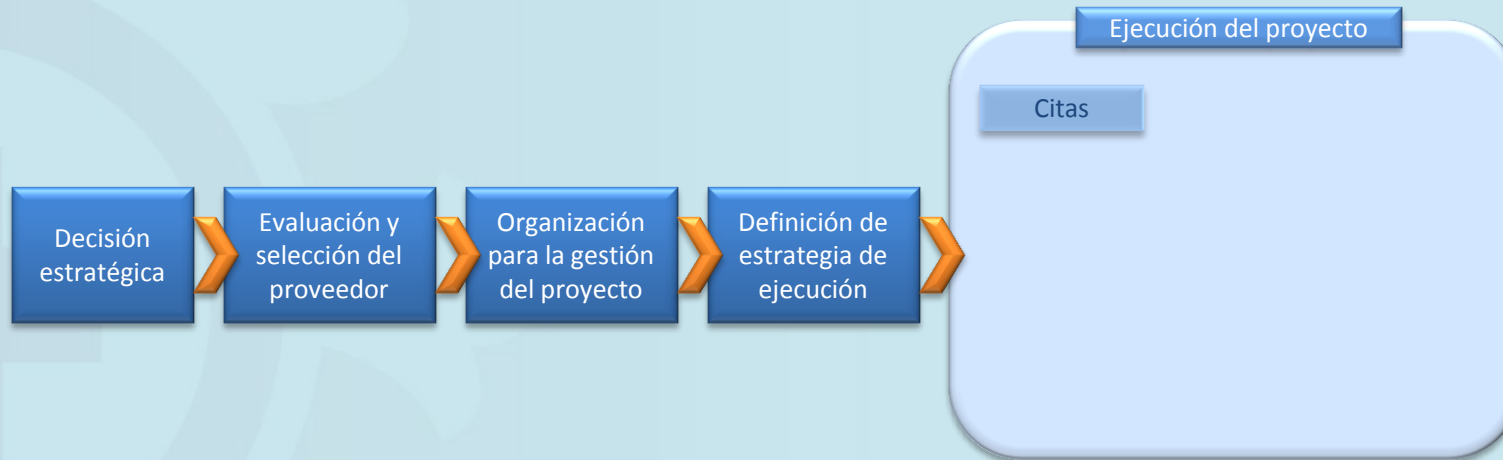 Ejecución del proyecto
Citas
Decisión
estratégica
Evaluación y
selección del
proveedor
Organización
para la gestión
del proyecto
Definición de
estrategia de
ejecución